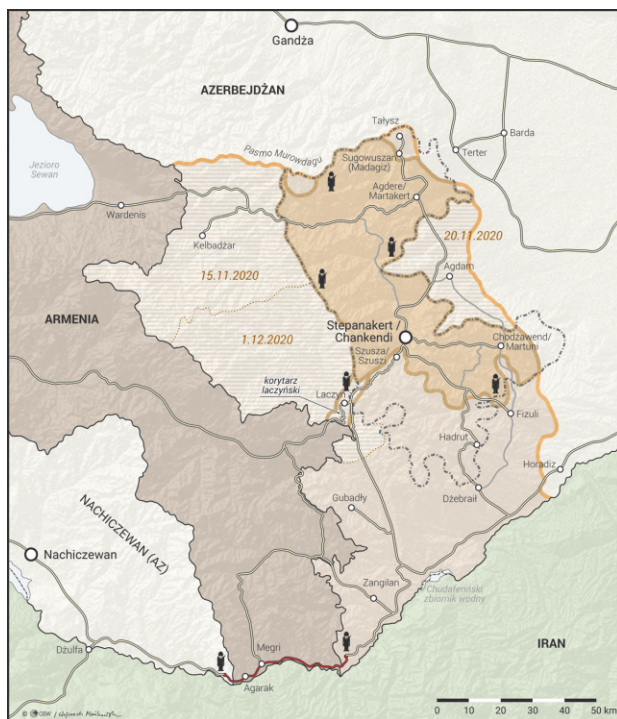 Gandża
AZERBEJDŻAN
Tałysz
Pasmo Murowdagu
Sugowuszan
(Madagiz)
Terter
Barda
Jezioro
Sewan
Agdere/
Martakert
Wardenis
Kelbadżar
20.11.2020
15.11.2020
Agdam
ARMENIA
1.12.2020
Stepanakert /
Chankendi
Chodżawend/
Martuni
Szusza/
Szuszi
korytarz
laczyński
Laczyn
Fizuli
Hadrut
Horadiz
Gubadły
Dżebrail
NACHICZEWAN (AZ)
Nachiczewan
Zangilan
Chudaferiński
zbiornik wodny
IRAN
Dżulfa
Megri
Agarak
0 10 20 30 40 50 km
© OSW /